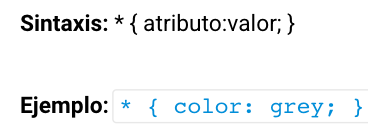 Sintaxis: * { atributo:valor; }
Ejemplo: * { color: grey; }